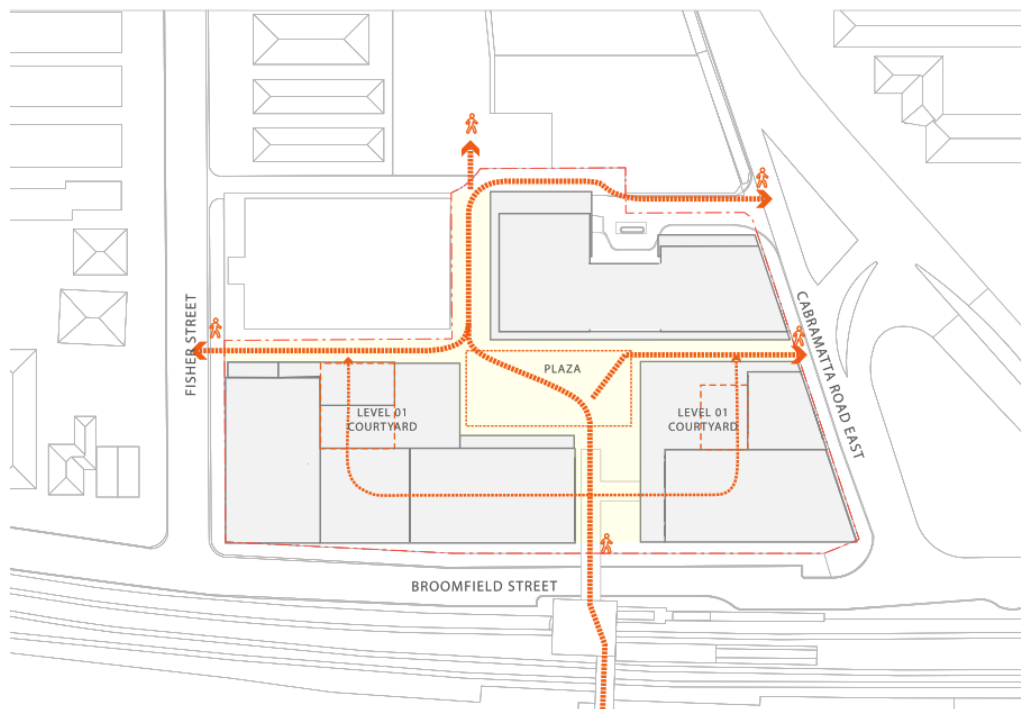 FISHER STREET
CABRAMATTA ROAD EAST
PLAZA
LEVEL 01
COURTYARD
LEVEL 01
COURTYARD
BROOMFIELD STREET